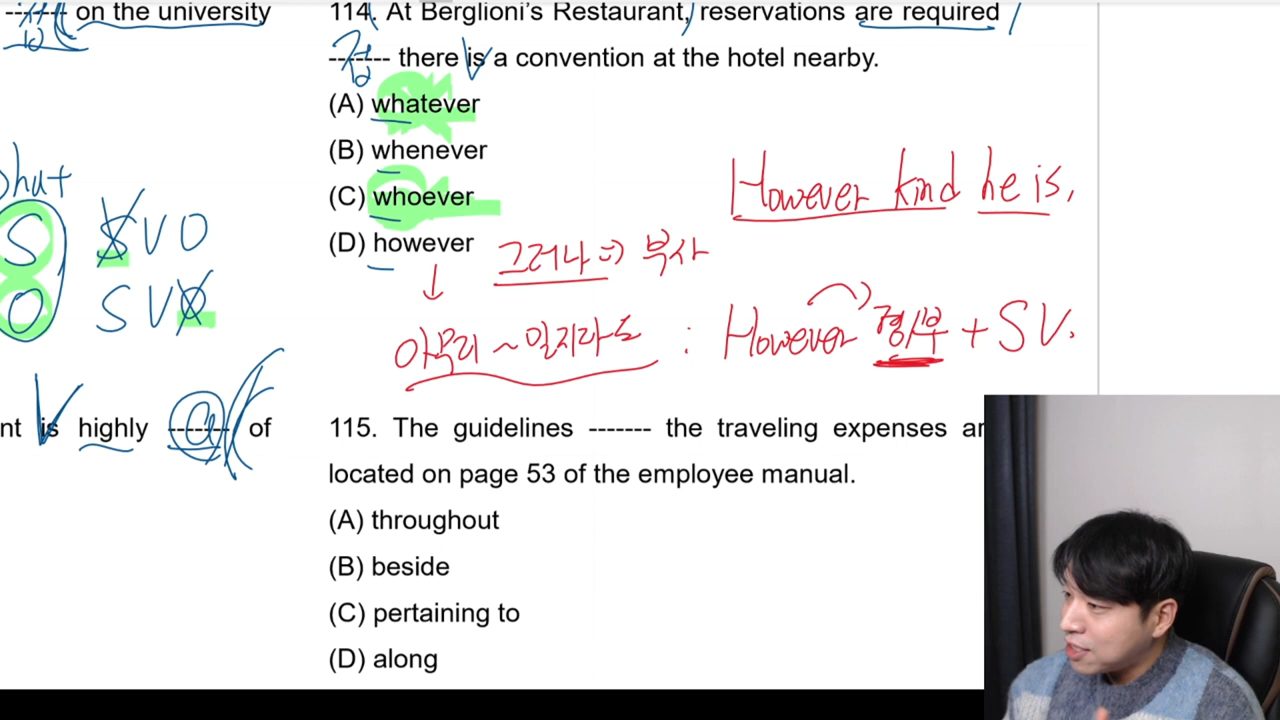 on the university
114. At Berglioni's Restaurant, reservations are required
------- there is a convention at the hotel nearby.
접
(A) whatever
(B) whenever
(C) whoever
(D) however
그러나 => 부사
However kind he is,
아무리 ~일지라도 : However 형/부 + SV.
S S V O
O S V O
nt is highly ------- of
a
115. The guidelines ------- the traveling expenses ar
located on page 53 of the employee manual.
(A) throughout
(B) beside
(C) pertaining to
(D) along